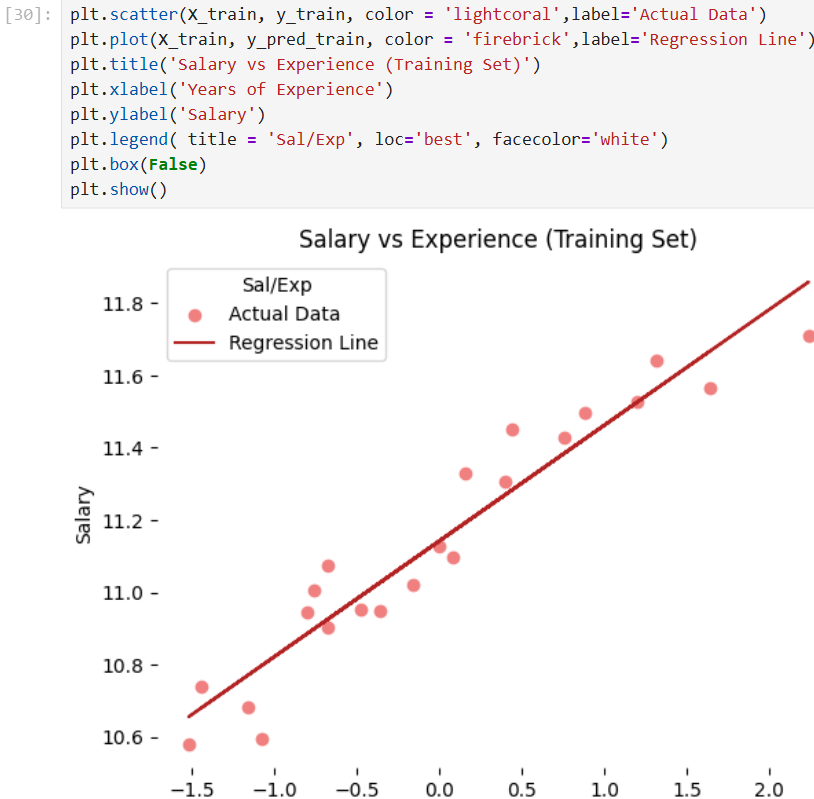 [30]: plt.scatter(X_train, y_train, color = 'lightcoral',label='Actual Data')
plt.plot(X_train, y_pred_train, color = 'firebrick',label='Regression Line')
plt.title('Salary vs Experience (Training Set)')
plt.xlabel('Years of Experience')
plt.ylabel('Salary')
plt.legend( title = 'Sal/Exp', loc='best', facecolor='white')
plt.box(False)
plt.show()
Salary vs Experience (Training Set)
Sal/Exp
Actual Data
Regression Line
11.8
11.6
11.4
11.2
11.0
10.8
10.6
Salary
−1.5 −1.0 −0.5 0.0 0.5 1.0 1.5 2.0